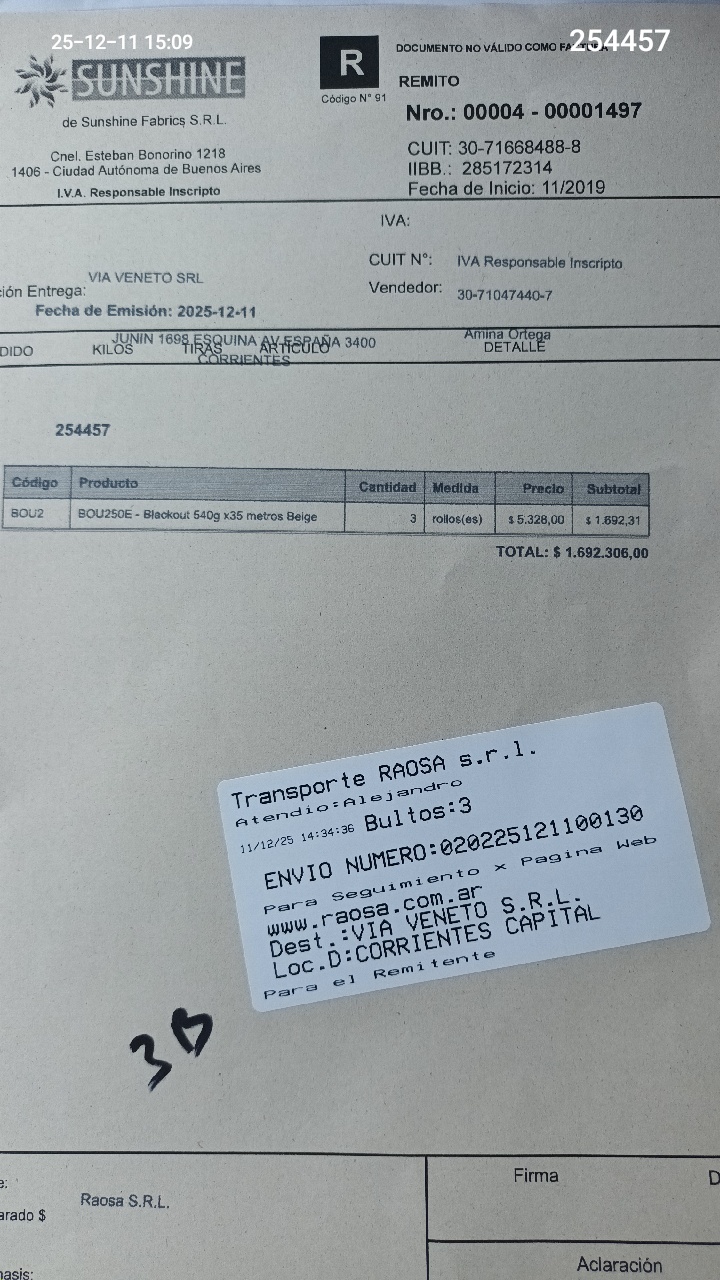 25-12-11 15:09
254457
SUNSHINE
de Sunshine Fabrics S.R.L.
Cnel. Esteban Bonorino 1218
1406 - Ciudad Autónoma de Buenos Aires
I.V.A. Responsable Inscripto
R
Código N° 91
DOCUMENTO NO VÁLIDO COMO FACTURA
REMITO
Nro.: 00004 - 00001497
CUIT: 30-71668488-8
IIBB.: 285172314
Fecha de Inicio: 11/2019
IVA:
VIA VENETO SRL
ción Entrega:
Fecha de Emisión: 2025-12-11
CUIT N°: IVA Responsable Inscripto
Vendedor: 30-71047440-7
JUNIN 1698 ESQUINA AV ESPAÑA 3400
CORRIENTES
Amina Ortega
DIDO KILOS TIRAS ARTICULO DETALLE
254457
Código Producto Cantidad Medida Precio Subtotal
BOU2 BOU250E - Blackout 540g x35 metros Beige 3 rollos(es) $ 5.328,00 $ 1.692,31
TOTAL: $ 1.692.306,00
Transporte RAOSA s.r.l.
Atendio:Alejandro
11/12/25 14:34:36 Bultos:3
ENVIO NUMERO:020225121100130
Para Seguimiento x Pagina Web
www.raosa.com.ar
Dest.:VIA VENETO S.R.L.
Loc.D:CORRIENTES CAPITAL
Para el Remitente
3B
e: Raosa S.R.L.
arado $
nasis:
Firma
D
Aclaración